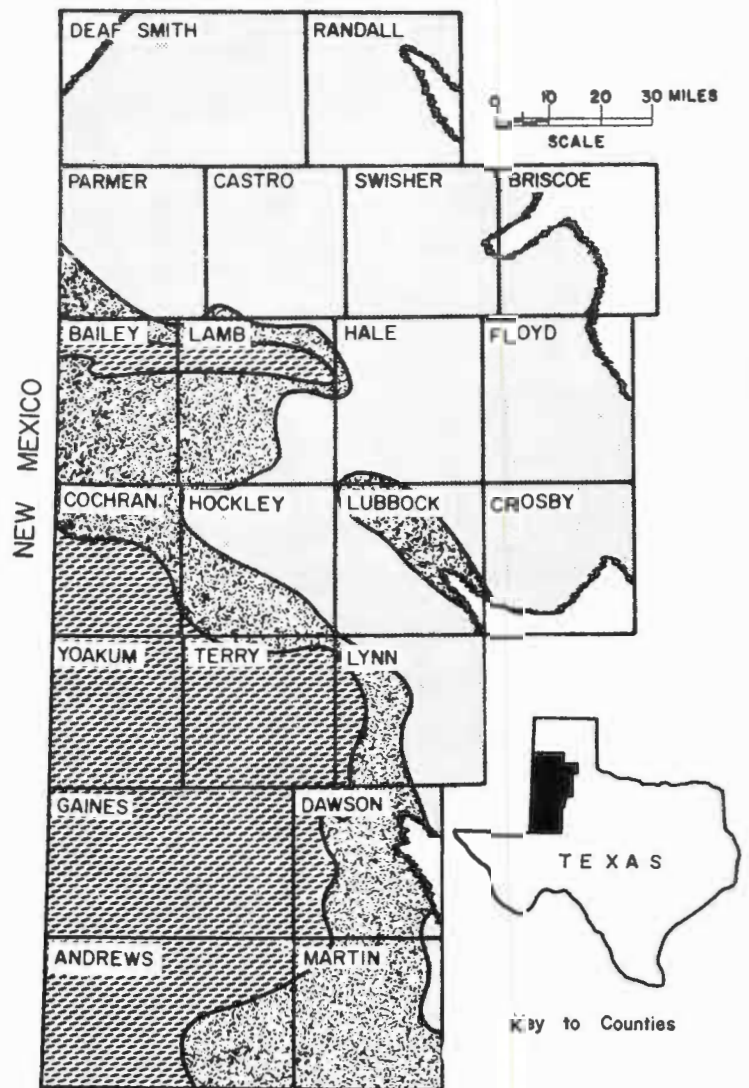 DEAF SMITH RANDALL
0 10 20 30 MILES
SCALE
PARMER CASTRO SWISHER BRISCOE
BAILEY LAMB HALE FLOYD
NEW MEXICO
COCHRAN HOCKLEY LUBBOCK CROSBY
YOAKUM TERRY LYNN
GAINES DAWSON
TEXAS
ANDREWS MARTIN
Key to Counties